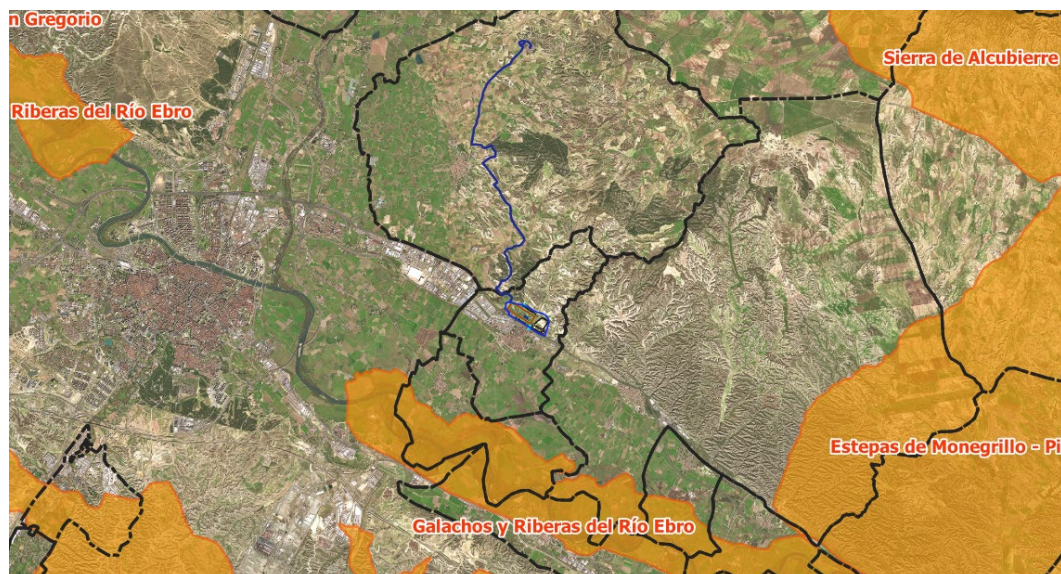 n Gregorio
Sierra de Alcubierre
Riberas del Río Ebro
Estepas de Monegrillo - Pi
Galachos y Riberas del Río Ebro